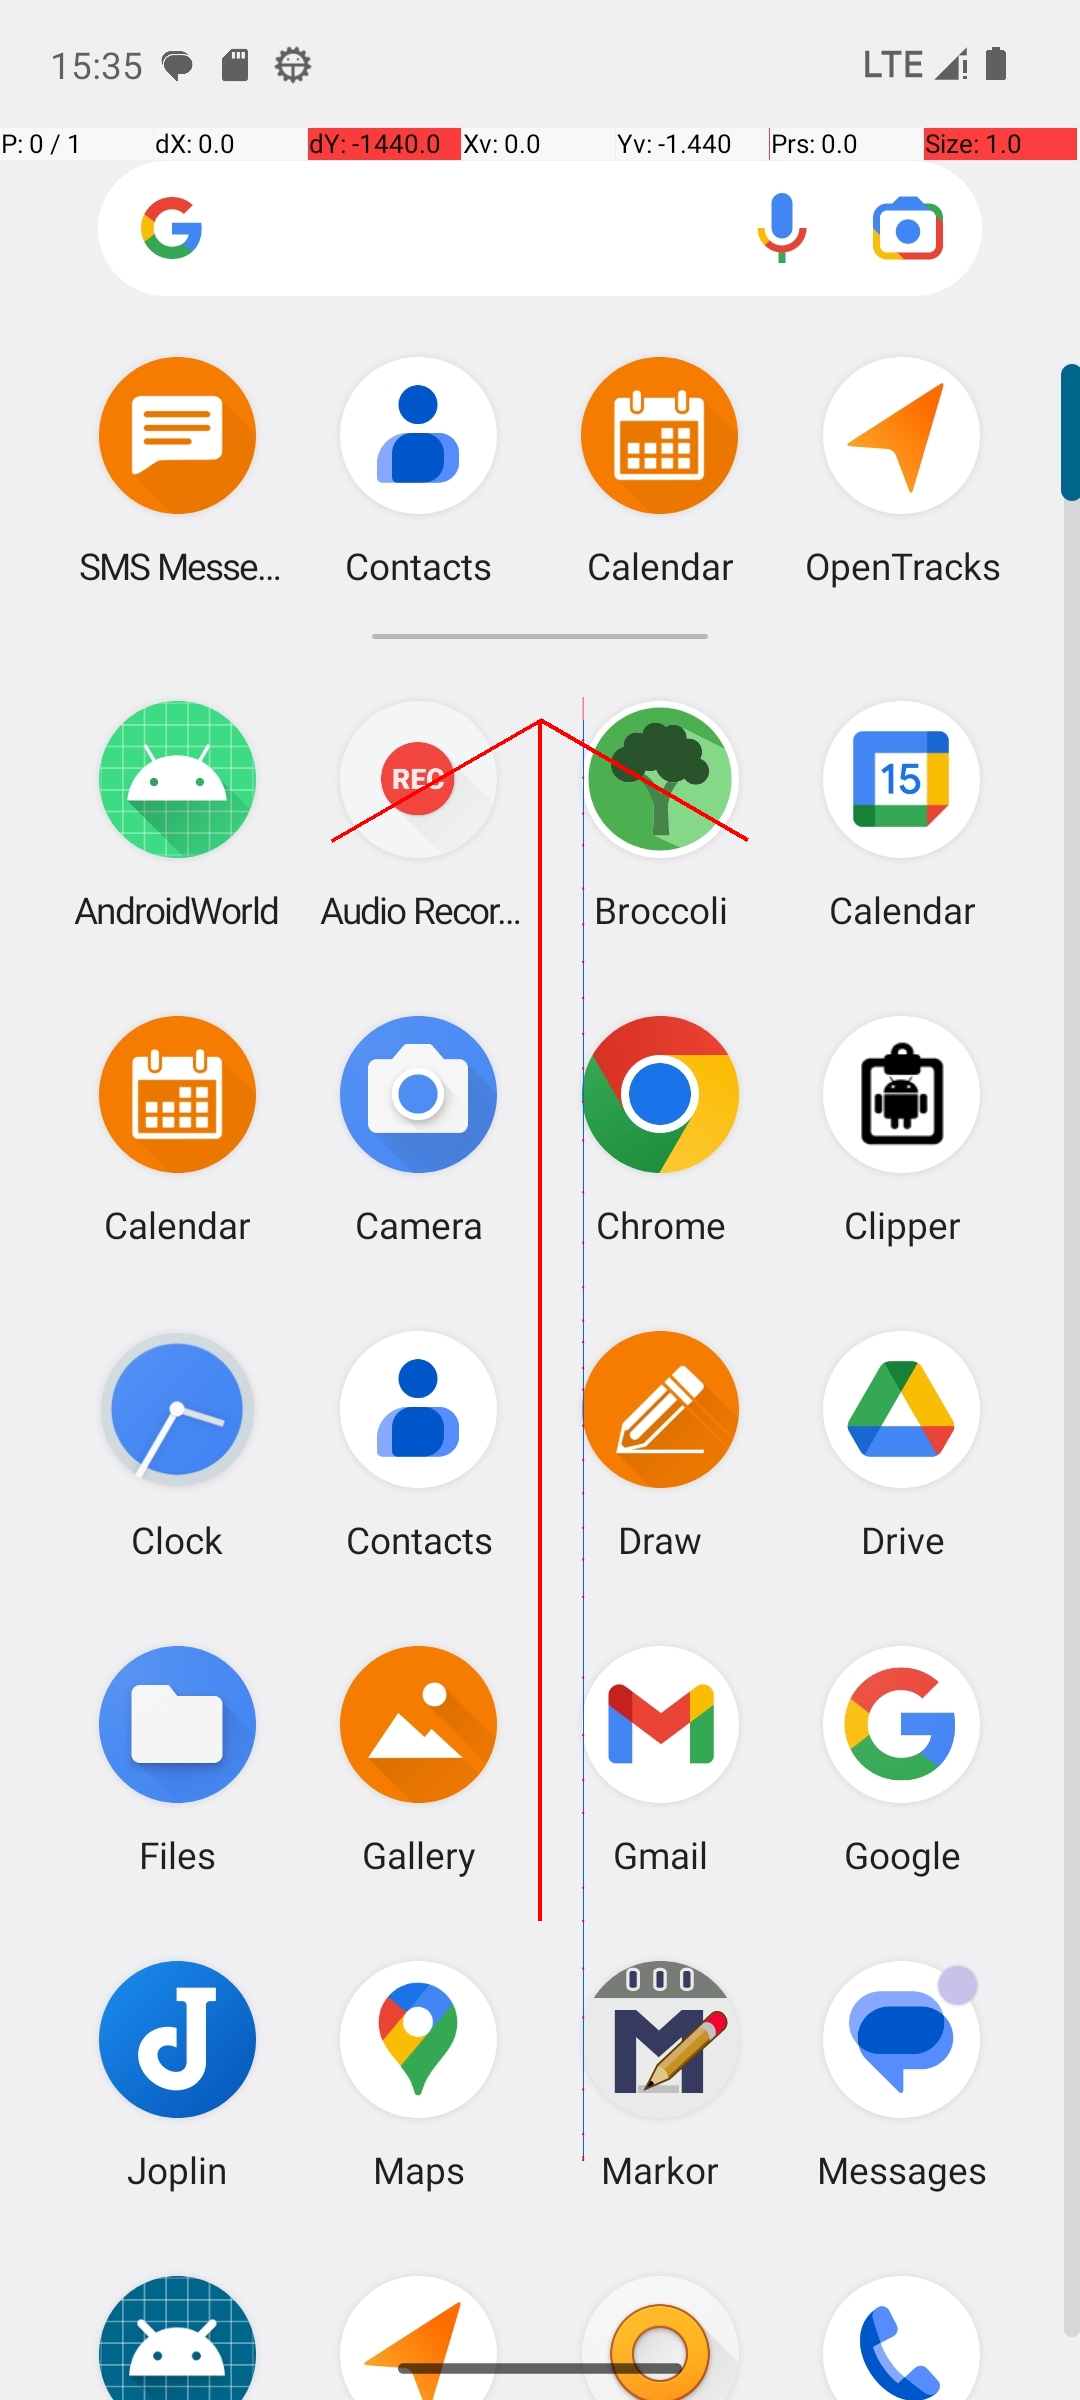 15:35
LTE
P: 0 / 1 dX: 0.0 dY: -1440.0 Xv: 0.0 Yv: -1.440 Prs: 0.0 Size: 1.0
SMS Messe... Contacts Calendar OpenTracks
REC
15
AndroidWorld Audio Recor... Broccoli Calendar
Calendar Camera Chrome Clipper
Clock Contacts Draw Drive
Files Gallery Gmail Google
Joplin Maps Markor Messages